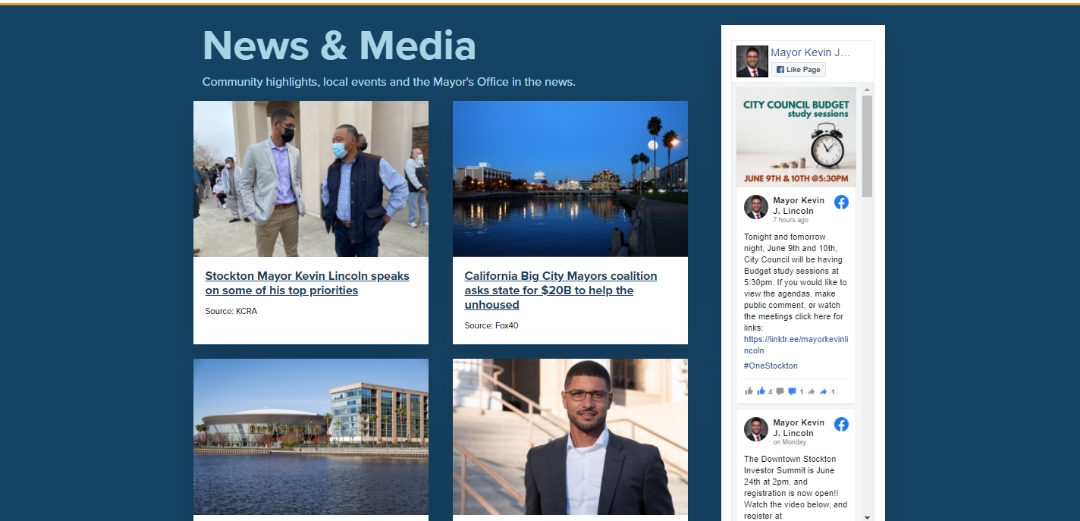 News & Media
Community highlights, local events and the Mayor's Office in the news.
Stockton Mayor Kevin Lincoln speaks
on some of his top priorities
Source: KCRA
California Big City Mayors coalition
asks state for $20B to help the
unhoused
Source: Fox40
Mayor Kevin J...
Like Page
CITY COUNCIL BUDGET
study sessions
JUNE 9TH & 10TH @5:30PM
Mayor Kevin
J. Lincoln
7 hours ago
Tonight and tomorrow
night, June 9th and 10th,
City Council will be having
Budget study sessions at
5:30pm. If you would like to
view the agendas, make
public comment, or watch
the meetings click here for
links:
https://linktr.ee/mayorkevinli
ncoln
#OneStockton
4 1 1
Mayor Kevin
J. Lincoln
on Monday
The Downtown Stockton
Investor Summit is June
24th at 2pm, and
registration is now open!!
Watch the video below, and
register at